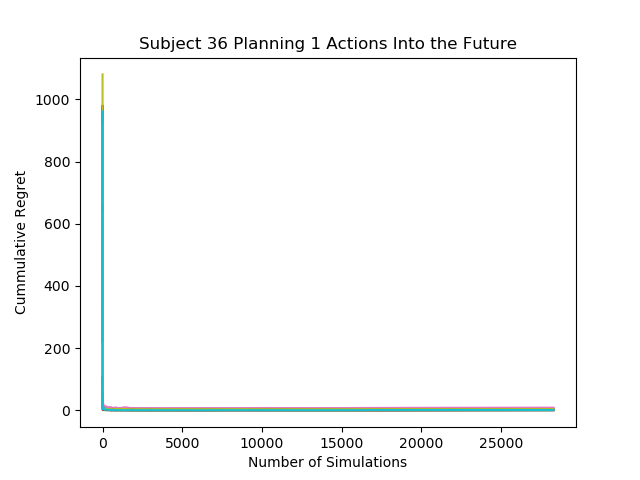 Subject 36 Planning 1 Actions Into the Future
1000
800
600
400
200
0
Cummulative Regret
0 5000 10000 15000 20000 25000
Number of Simulations